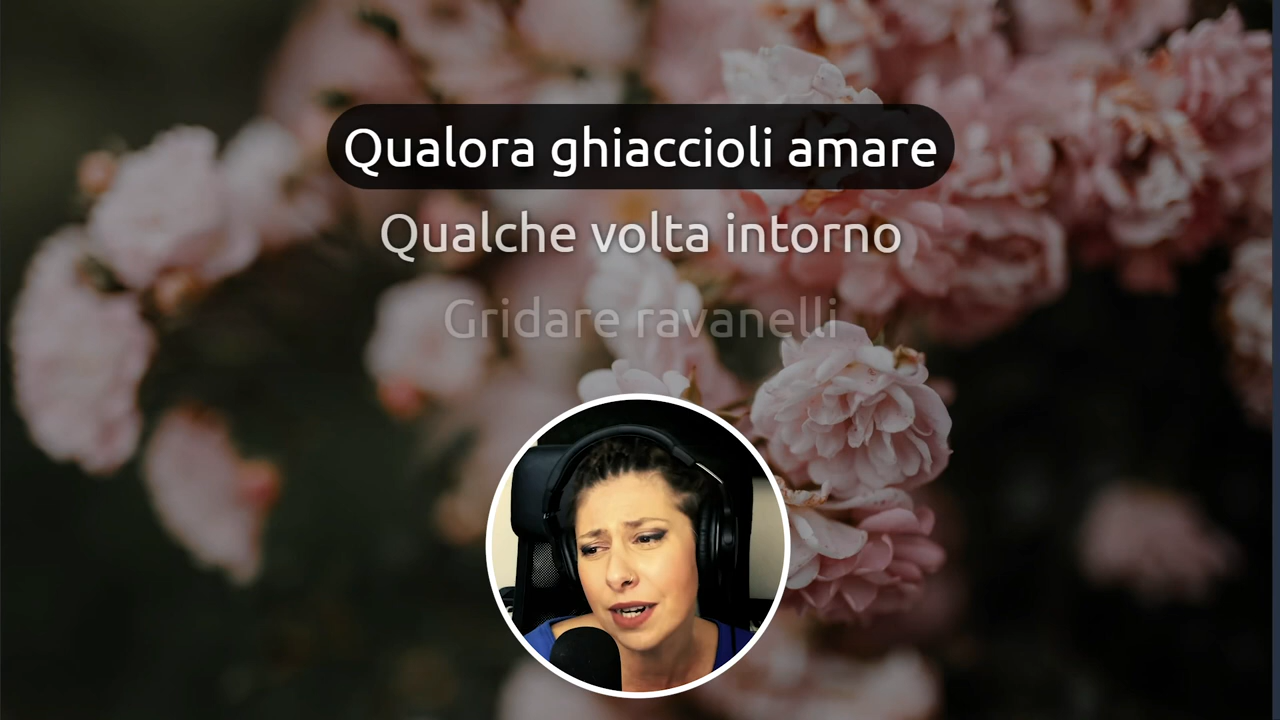 Qualora ghiaccioli amare
Qualche volta intorno
Gridare ravanelli